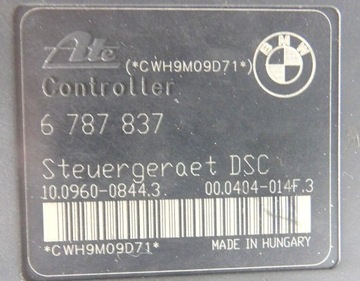 Ate (*CWH9M09D71*) BMW
Controller
6 787 837
Steuergeraet DSC
10.0960-0844.3 00.0404-014F.3
*CWH9M09D71* MADE IN HUNGARY